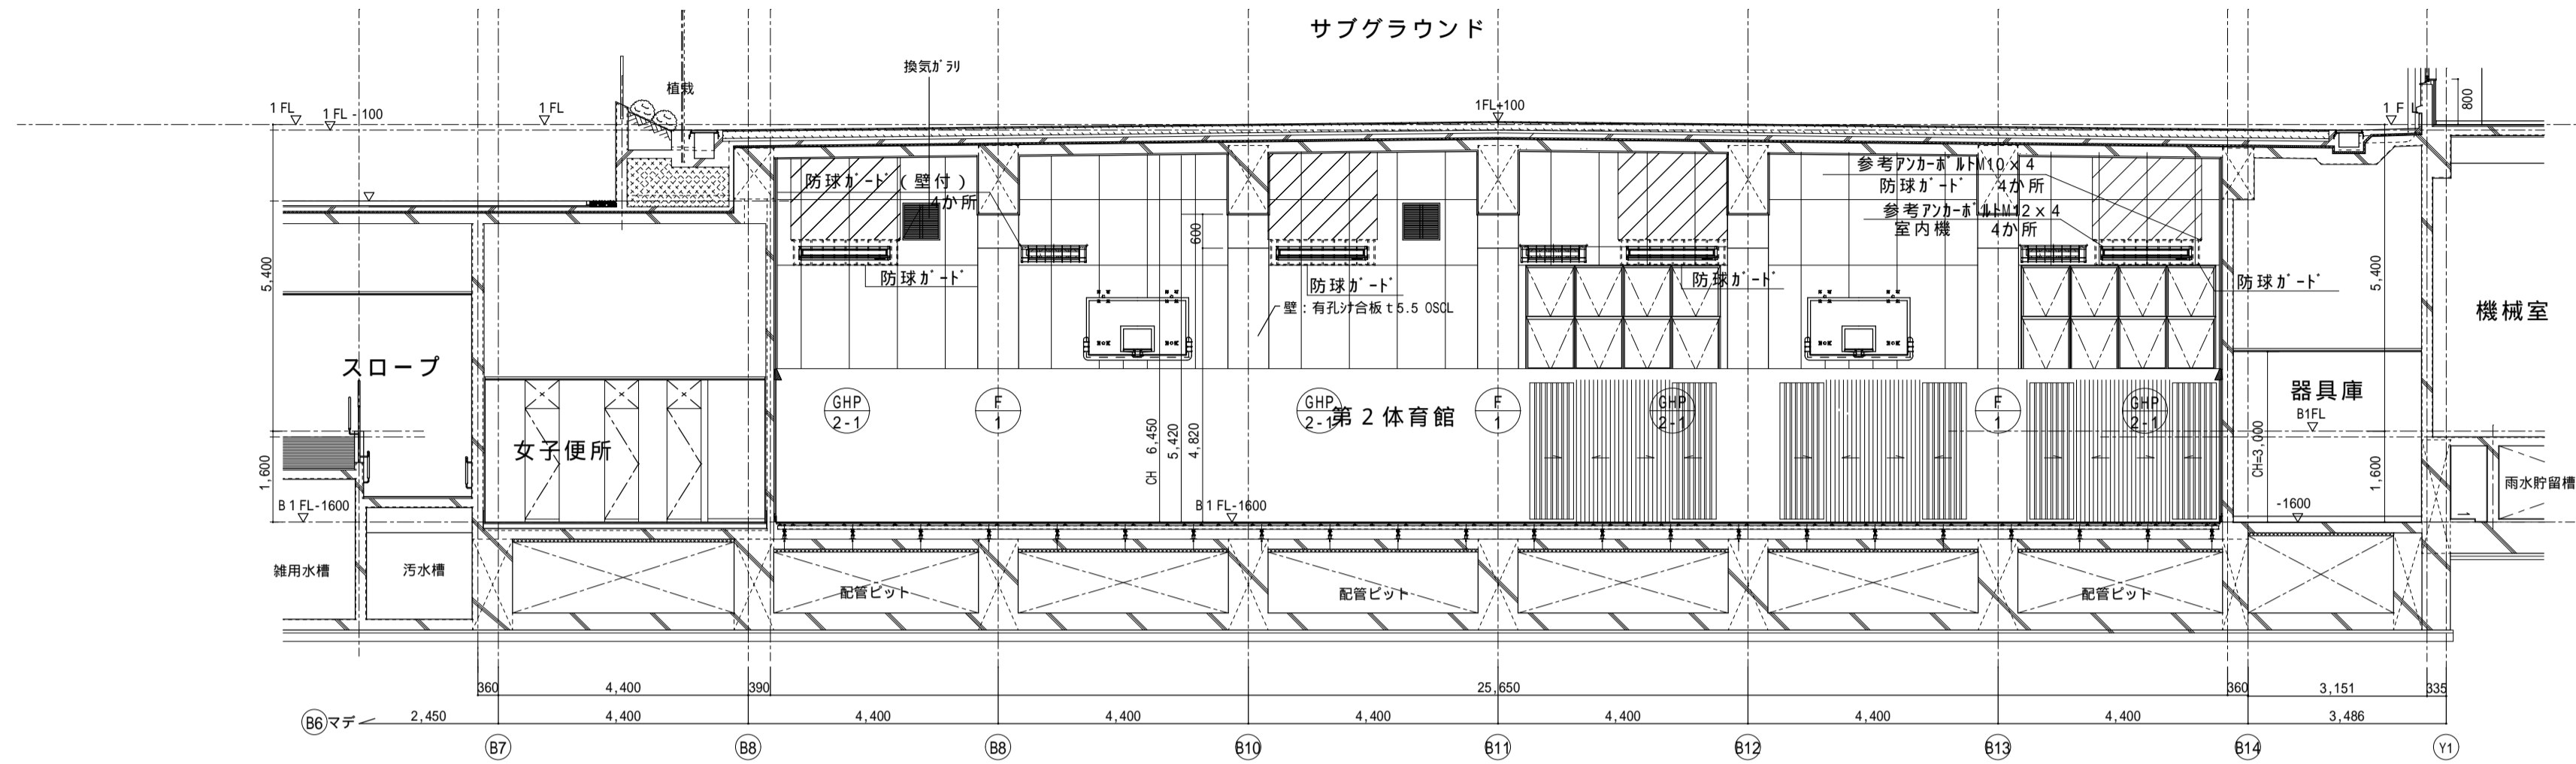 サブグラウンド
換気ｶﾞﾗﾘ
植栽
1 FL
1 FL - 100
1 FL
1FL+100
1 F L
800
防球ｶﾞｰﾄﾞ（壁付）
4か所
参考ｱﾝｶｰﾎﾞﾙﾄM10×4
防球ｶﾞｰﾄﾞ 4か所
参考ｱﾝｶｰﾎﾞﾙﾄM12×4
室内機 4か所
600
5,400
防球ｶﾞｰﾄﾞ
防球ｶﾞｰﾄﾞ
防球ｶﾞｰﾄﾞ
防球ｶﾞｰﾄﾞ
5,400
壁：有孔ｼﾅ合板ｔ5.5 OSCL
機械室
スロープ
器具庫
B1FL
GHP
2-1
F
1
GHP
2-1
第２体育館
F
1
GHP
2-1
F
1
GHP
2-1
女子便所
CH 6,450
5,420
4,820
CH=3,000
1,600
1,600
B 1 FL-1600
B 1 FL-1600
-1600
雨水貯留槽
雑用水槽
汚水槽
配管ピット
配管ピット
配管ピット
360
4,400
390
25,650
360
3,151
335
B6 マデ
2,450
4,400
4,400
4,400
4,400
4,400
4,400
4,400
3,486
B7
B8
B8
B10
B11
B12
B13
B14
Y1